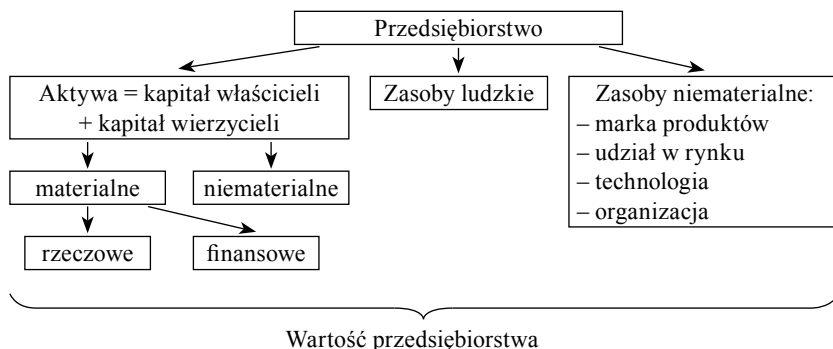 Przedsiębiorstwo
Aktywa = kapitał właścicieli
+ kapitał wierzycieli
Zasoby ludzkie
Zasoby niematerialne:
– marka produktów
– udział w rynku
– technologia
– organizacja
materialne
niematerialne
rzeczowe
finansowe
Wartość przedsiębiorstwa